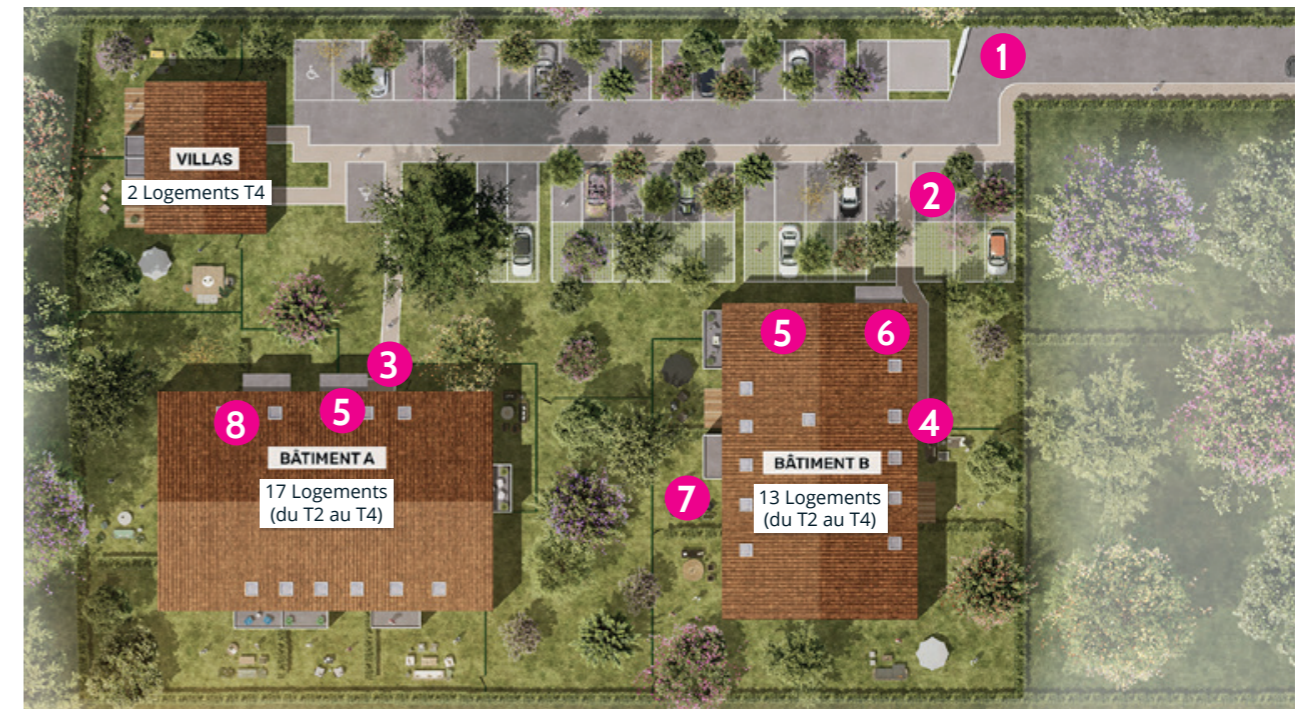 1
VILLAS
2 Logements T4
2
5
6
3
8
5
4
BÂTIMENT A
BÂTIMENT B
17 Logements
(du T2 au T4)
7
13 Logements
(du T2 au T4)